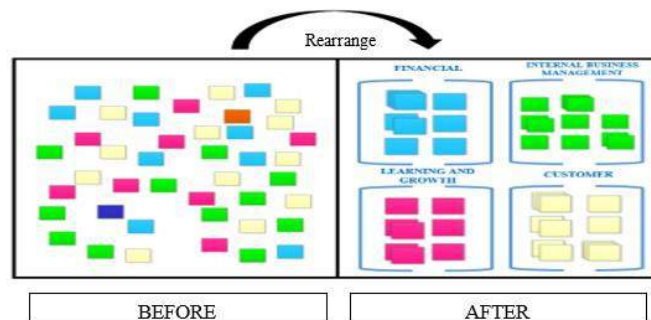 Rearrange
FINANCIAL
INTERNAL BUSINESS
MANAGEMENT
LEARNING AND
GROWTH
CUSTOMER
BEFORE
AFTER